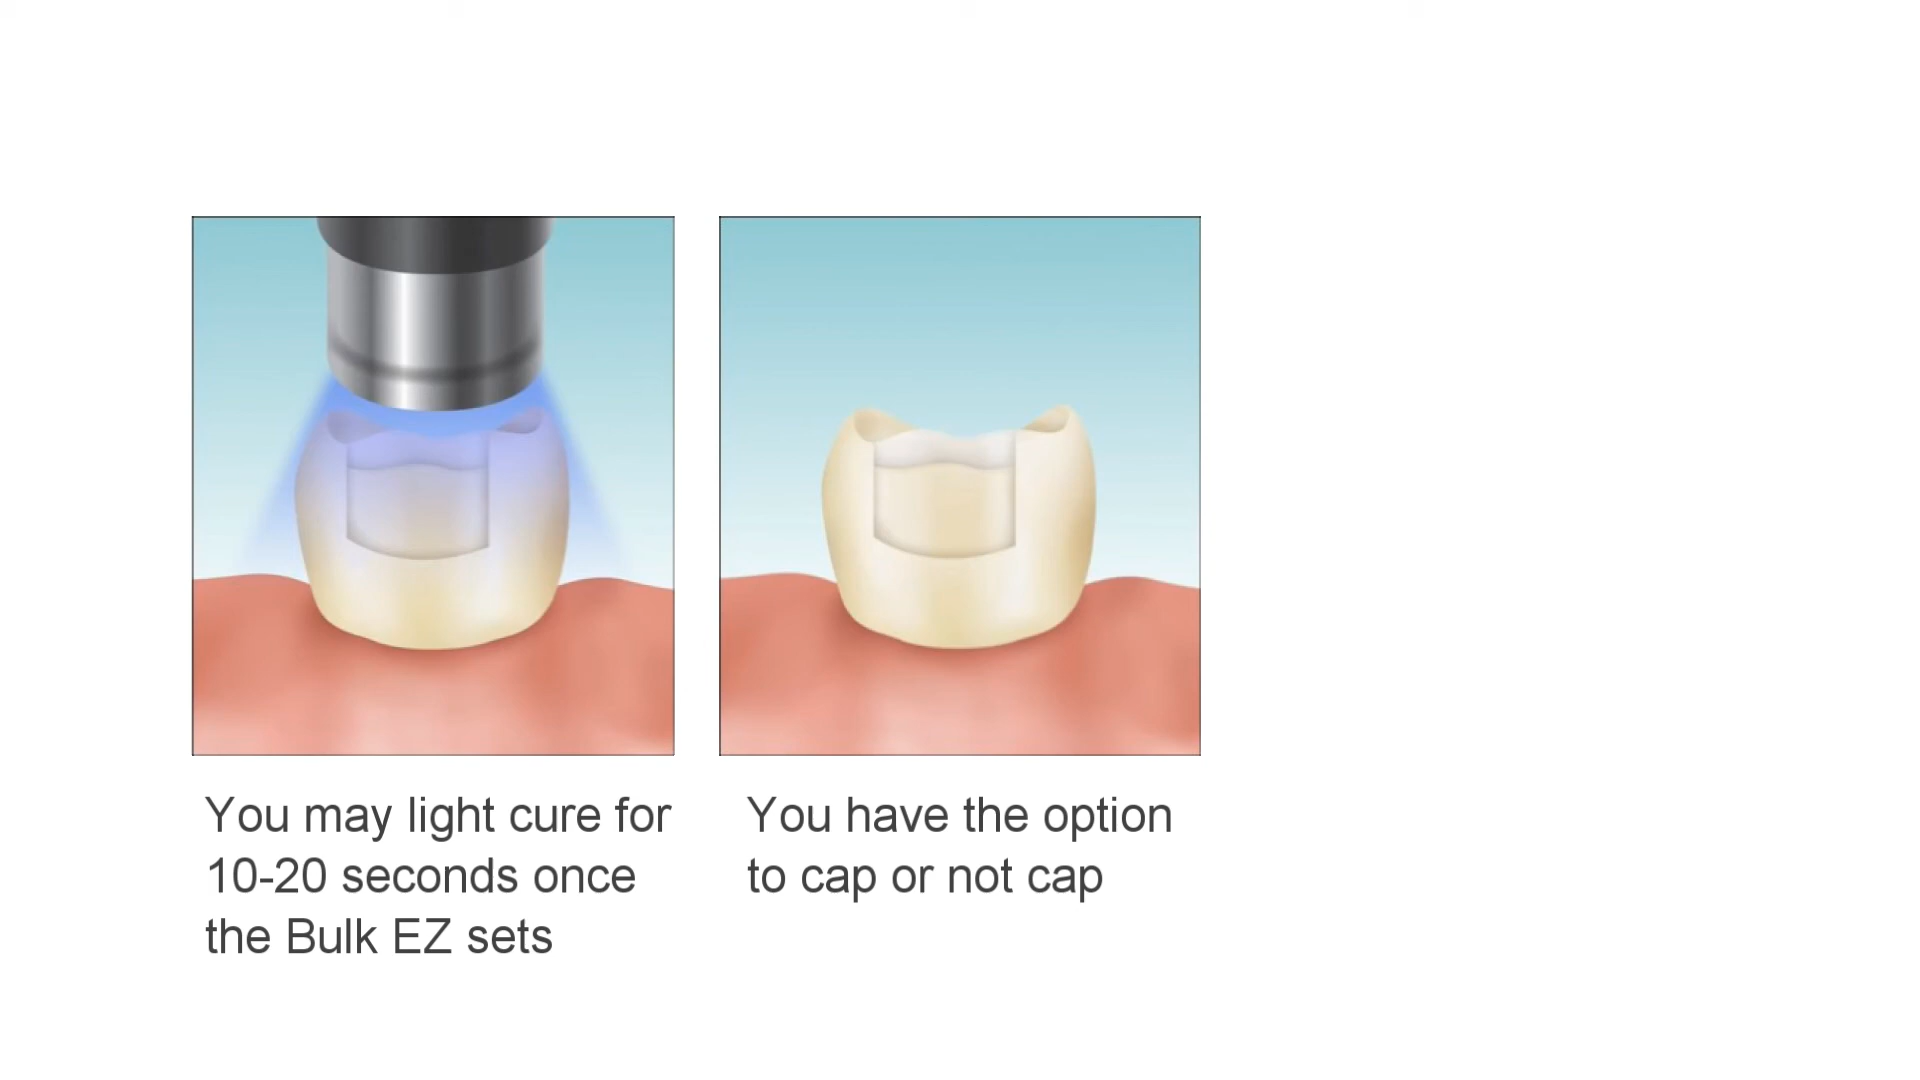 You may light cure for
10-20 seconds once
the Bulk EZ sets
You have the option
to cap or not cap